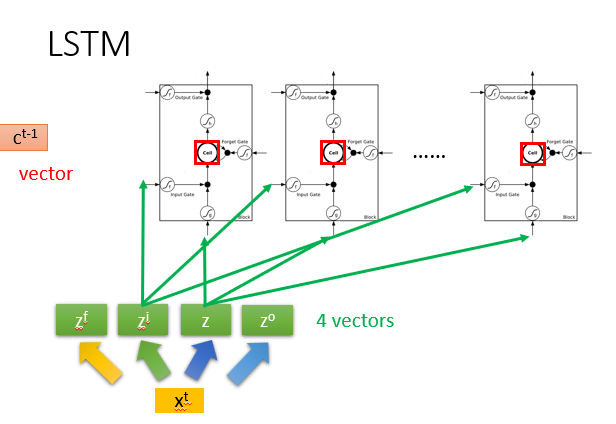 LSTM
Output Gate
Output Gate
Output Gate
c^t-1
Forget Gate
Forget Gate
Forget Gate
Cell
Cell
......
Cell
vector
Input Gate
Input Gate
Input Gate
Block
Block
Block
z^f
z^i
z
z^o
4 vectors
x^t